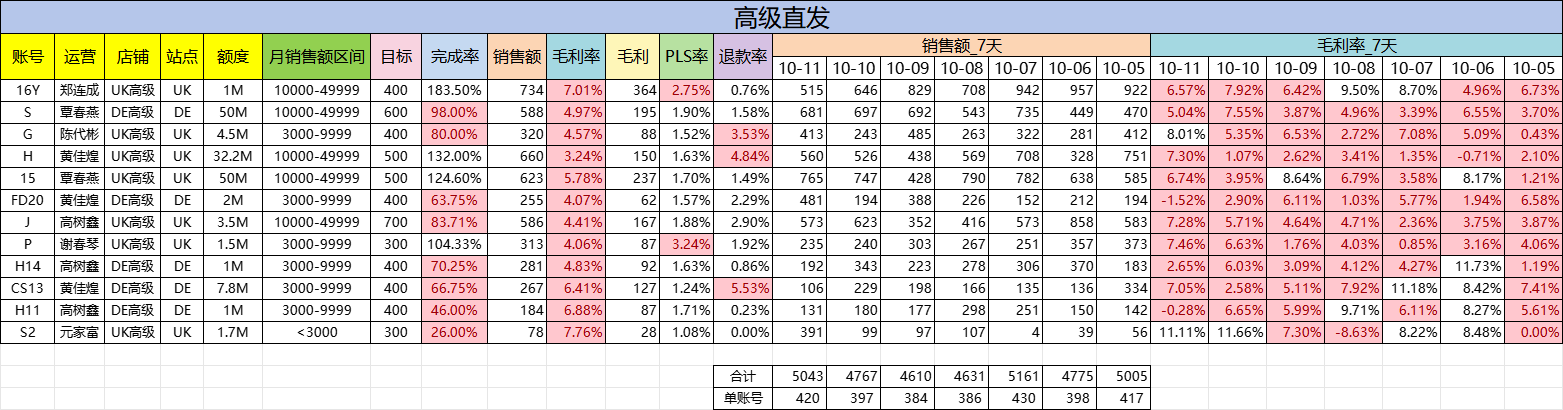 高级直发
账号 运营 店铺 站点 额度 月销售额区间 目标 完成率 销售额 毛利率 毛利 PLS率 退款率 销售额_7天 毛利率_7天
10-11 10-10 10-09 10-08 10-07 10-06 10-05 10-11 10-10 10-09 10-08 10-07 10-06 10-05
16Y 郑连成 UK高级 UK 1M 10000-49999 400 183.50% 734 7.01% 364 2.75% 0.76% 515 646 829 708 942 957 922 6.57% 7.92% 6.42% 9.50% 8.70% 4.96% 6.73%
S 覃春燕 DE高级 DE 50M 10000-49999 600 98.00% 588 4.97% 195 1.90% 1.58% 681 697 692 543 735 449 470 5.04% 7.55% 3.87% 4.96% 3.39% 6.55% 3.70%
G 陈代彬 UK高级 UK 4.5M 3000-9999 400 80.00% 320 4.57% 88 1.52% 3.53% 413 243 485 263 322 281 412 8.01% 5.35% 6.53% 2.72% 7.08% 5.09% 0.43%
H 黄佳煌 UK高级 UK 32.2M 10000-49999 500 132.00% 660 3.24% 150 1.63% 4.84% 560 526 438 569 708 328 751 7.30% 1.07% 2.62% 3.41% 1.35% -0.71% 2.10%
15 覃春燕 UK高级 UK 50M 10000-49999 500 124.60% 623 5.78% 237 1.70% 1.49% 765 747 428 790 782 638 585 6.74% 3.95% 8.64% 6.79% 3.58% 8.17% 1.21%
FD20 黄佳煌 DE高级 DE 2M 3000-9999 400 63.75% 255 4.07% 62 1.57% 2.29% 481 194 388 226 152 212 194 -1.52% 2.90% 6.11% 1.03% 5.77% 1.94% 6.58%
J 高树鑫 UK高级 UK 3.5M 10000-49999 700 83.71% 586 4.41% 167 1.88% 2.90% 573 623 352 416 573 858 583 7.28% 5.71% 4.64% 4.71% 2.36% 3.75% 3.87%
P 谢春琴 UK高级 UK 1.5M 3000-9999 300 104.33% 313 4.06% 87 3.24% 1.92% 235 240 303 267 251 357 373 7.46% 6.63% 1.76% 4.03% 0.85% 3.16% 4.06%
H14 高树鑫 DE高级 DE 1M 3000-9999 400 70.25% 281 4.83% 92 1.63% 0.86% 192 343 223 278 306 370 183 2.65% 6.03% 3.09% 4.12% 4.27% 11.73% 1.19%
CS13 黄佳煌 DE高级 DE 7.8M 3000-9999 400 66.75% 267 6.41% 127 1.24% 5.53% 106 229 198 166 135 136 334 7.05% 2.58% 5.11% 7.92% 11.18% 8.42% 7.41%
H11 高树鑫 DE高级 DE 1M 3000-9999 400 46.00% 184 6.88% 87 1.71% 0.23% 131 180 177 298 251 150 142 -0.28% 6.65% 5.99% 9.71% 6.11% 8.27% 5.61%
S2 元家富 UK高级 UK 1.7M <3000 300 26.00% 78 7.76% 28 1.08% 0.00% 391 99 97 107 4 39 56 11.11% 11.66% 7.30% -8.63% 8.22% 8.48% 0.00%
合计 5043 4767 4610 4631 5161 4775 5005
单账号 420 397 384 386 430 398 417